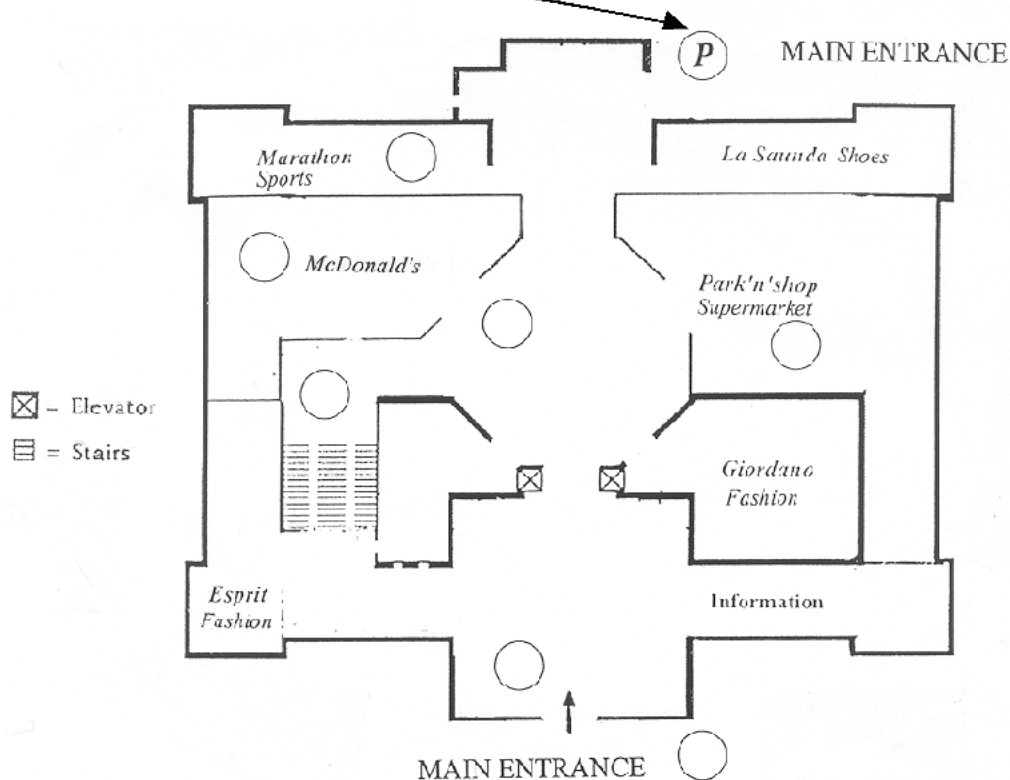 P
MAIN ENTRANCE
Marathon
Sports
La Saunda Shoes
McDonald's
Park'n'shop
Supermarket
= Elevator
= Stairs
Giordano
Fashion
Esprit
Fashion
Information
MAIN ENTRANCE